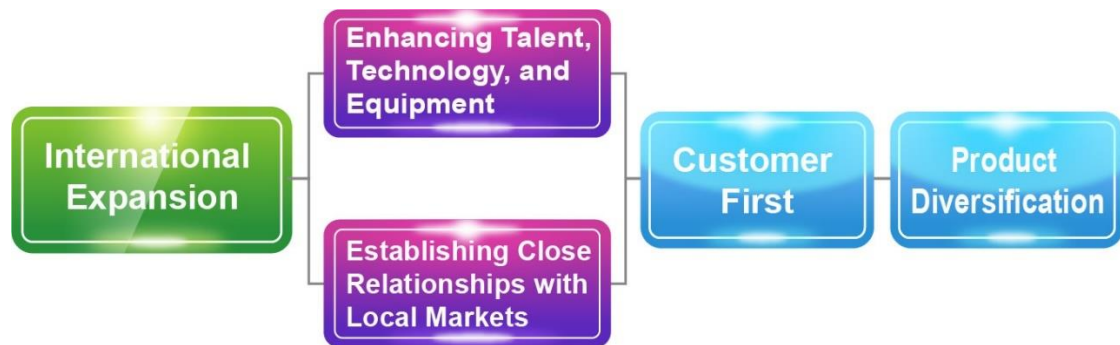 International
Expansion
Enhancing Talent,
Technology, and
Equipment
Establishing Close
Relationships with
Local Markets
Customer
First
Product
Diversification